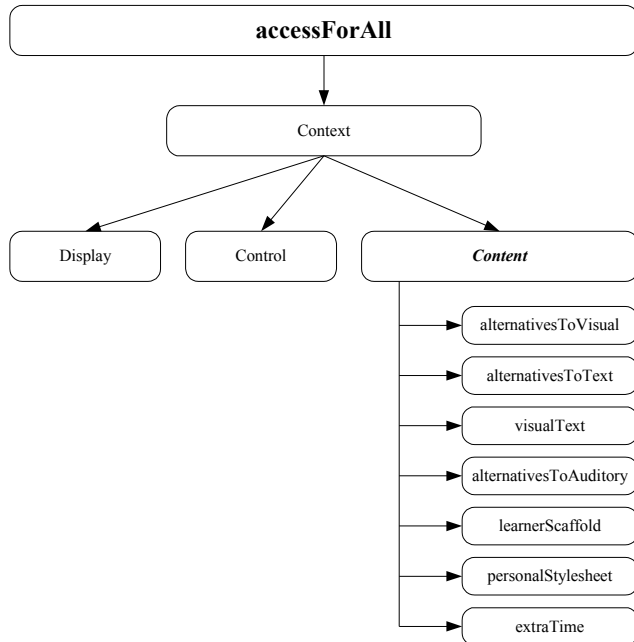 accessForAll
Context
Display
Control
Content
alternativesToVisual
alternativesToText
visualText
alternativesToAuditory
learnerScaffold
personalStylesheet
extraTime